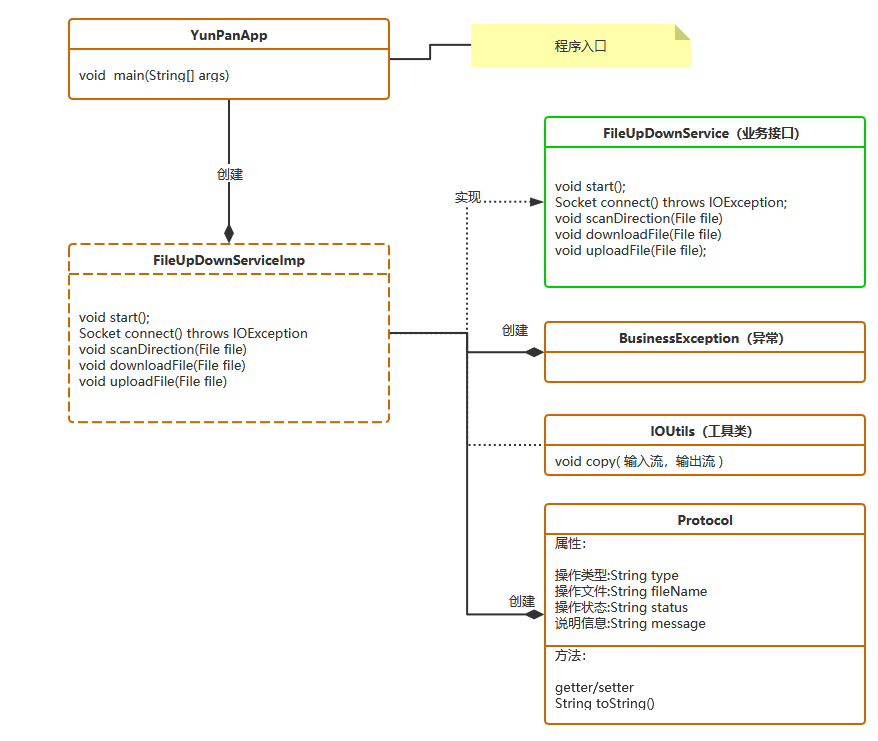 YunPanApp
void  main(String[] args)
程序入口
创建
FileUpDownService（业务接口）
void start();
Socket connect() throws IOException;
void scanDirection(File file)
void downloadFile(File file)
void uploadFile(File file);
实现
FileUpDownServiceImp
void start();
Socket connect() throws IOException
void scanDirection(File file)
void downloadFile(File file)
void uploadFile(File file)
创建
BusinessException（异常）
IOUtils（工具类）
void copy( 输入流，输出流 )
创建
Protocol
属性：
操作类型:String type
操作文件:String fileName
操作状态:String status
说明信息:String message
方法：
getter/setter
String toString()